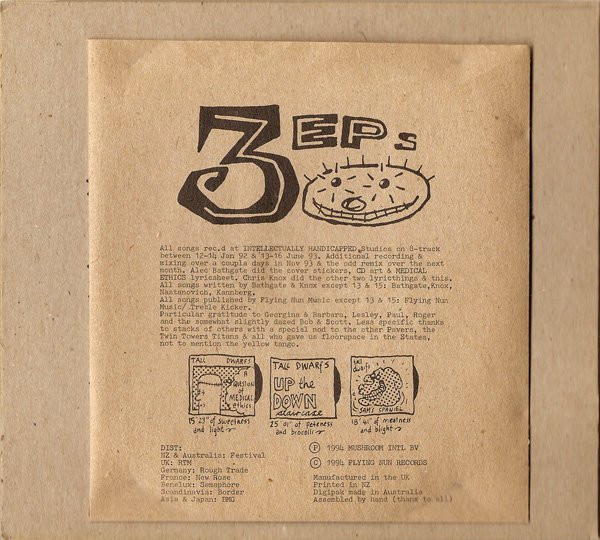 3 EPs
All songs rec.d at INTELLECTUALLY HANDICAPPED Studios on 8-track
between 12-14 Jan 92 & 13-16 June 93. Additional recording &
mixing over a coupla days in Nov 93 & the odd remix over the next
month. Alec Bathgate did the cover stickers, CD art & MEDICAL
ETHICS lyricsheet. Chris Knox did the other two lyricthings & this.
All songs written by Bathgate & Knox except 13 & 15: Bathgate, Knox,
Nastanovich, Kannberg.
All songs published by Flying Nun Music except 13 & 15: Flying Nun
Music/ Treble Kicker.
Particular gratitude to Georgina & Barbara, Lesley, Paul, Roger
and the somewhat slightly dazed Bob & Scott. Less specific thanks
to stacks of others with a special nod to the other Pavers, the
Twin Towers Titans & all who gave us floorspace in the States,
not to mention the yellow tango.
TALL DWARFS
A QUESTION
of
MEDICAL
ethics
15'23" of sweetness
and light
TALL DWARFS
UP the
DOWN
staircase
25'01" of Peteness
and brocolli
tall
dwarfs
SAM'S SPANIEL
18'41" of meatness
and blight
DIST:
NZ & Australia: Festival
UK: RTM
Germany: Rough Trade
France: New Rose
Benelux: Semaphore
Scandinavia: Border
Asia & Japan: BMG
Ⓟ 1994 MUSHROOM INTL BV
© 1994 FLYING NUN RECORDS
Manufactured in the UK
Printed in NZ
Digipak made in Australia
Assembled by hand (thanx to all)